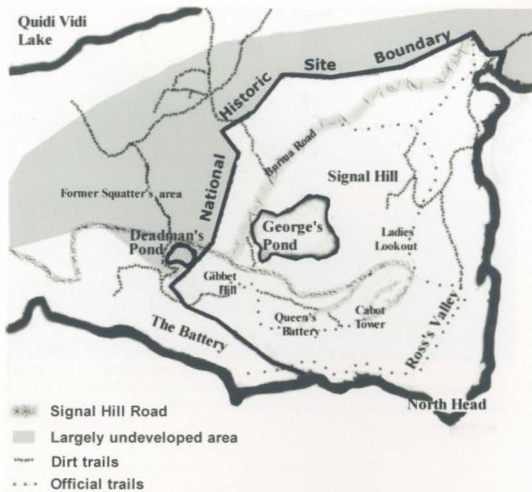 Quidi Vidi
Lake
National Historic Site Boundary
Barwa Road
Signal Hill
Former Squatter's area
Deadman's
Pond
George's
Pond
Ladies'
Lookout
Gibbet
Hill
Queen's
Battery
Cabot
Tower
Ross's Valley
The Battery
North Head
Signal Hill Road
Largely undeveloped area
Dirt trails
Official trails